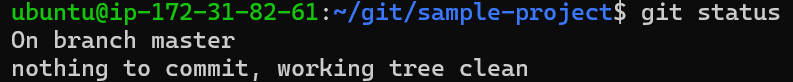 ubuntu@ip-172-31-82-61:~/git/sample-project$ git status
On branch master
nothing to commit, working tree clean